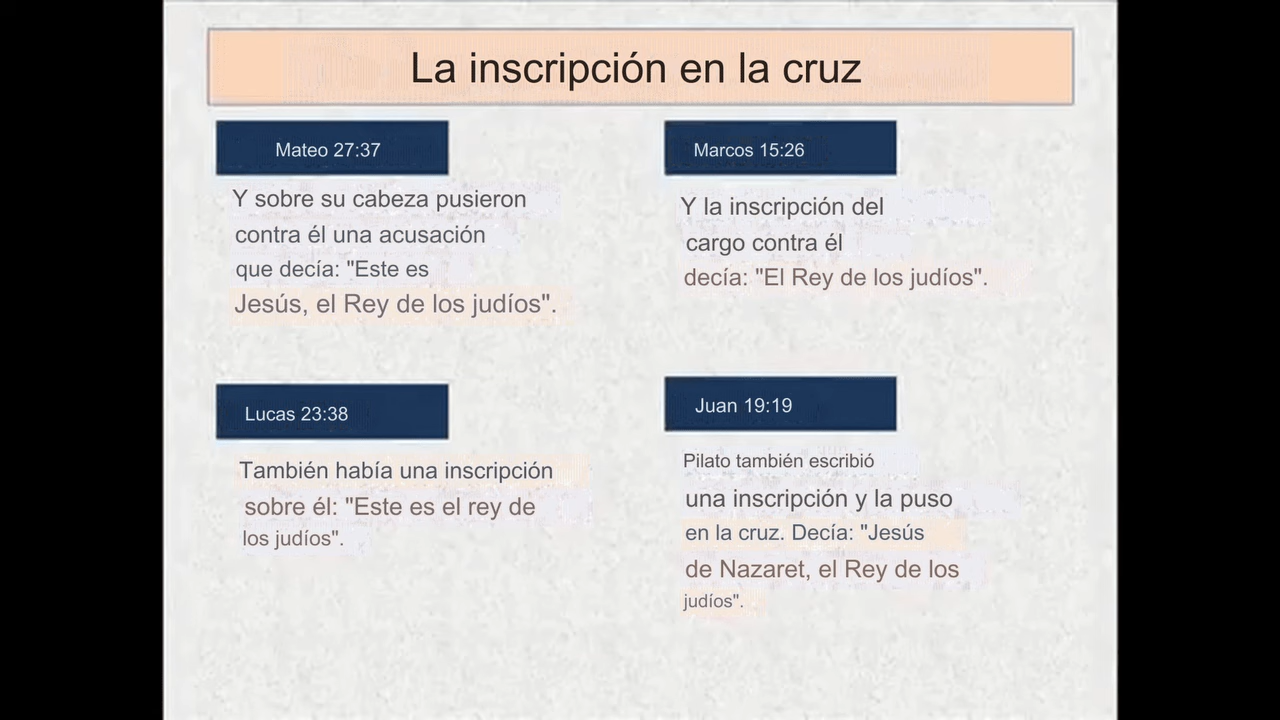 La inscripción en la cruz
Mateo 27:37
Y sobre su cabeza pusieron
contra él una acusación
que decía: "Este es
Jesús, el Rey de los judíos".
Marcos 15:26
Y la inscripción del
cargo contra él
decía: "El Rey de los judíos".
Lucas 23:38
También había una inscripción
sobre él: "Este es el rey de
los judíos".
Juan 19:19
Pilato también escribió
una inscripción y la puso
en la cruz. Decía: "Jesús
de Nazaret, el Rey de los
judíos".